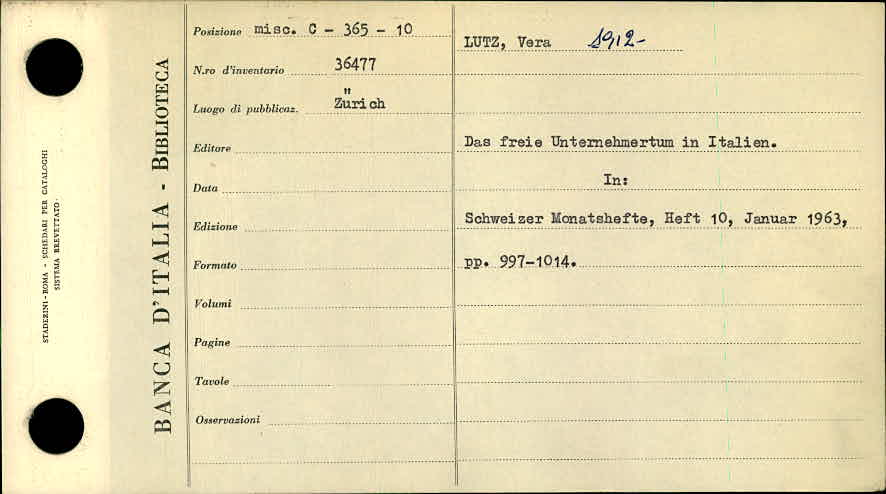 STADERINI-ROMA - SCHEDARI PER CATALOGHI
SISTEMA BREVETTATO
BANCA D'ITALIA - BIBLIOTECA
Posizione misc. C - 365 - 10
N.ro d'inventario 36477
Luogo di pubblicaz. Zürich
Editore
Data
Edizione
Formato
Volumi
Pagine
Tavole
Osservazioni
LUTZ, Vera 1912-
Das freie Unternehmertum in Italien.
In:
Schweizer Monatshefte, Heft 10, Januar 1963,
pp. 997-1014.